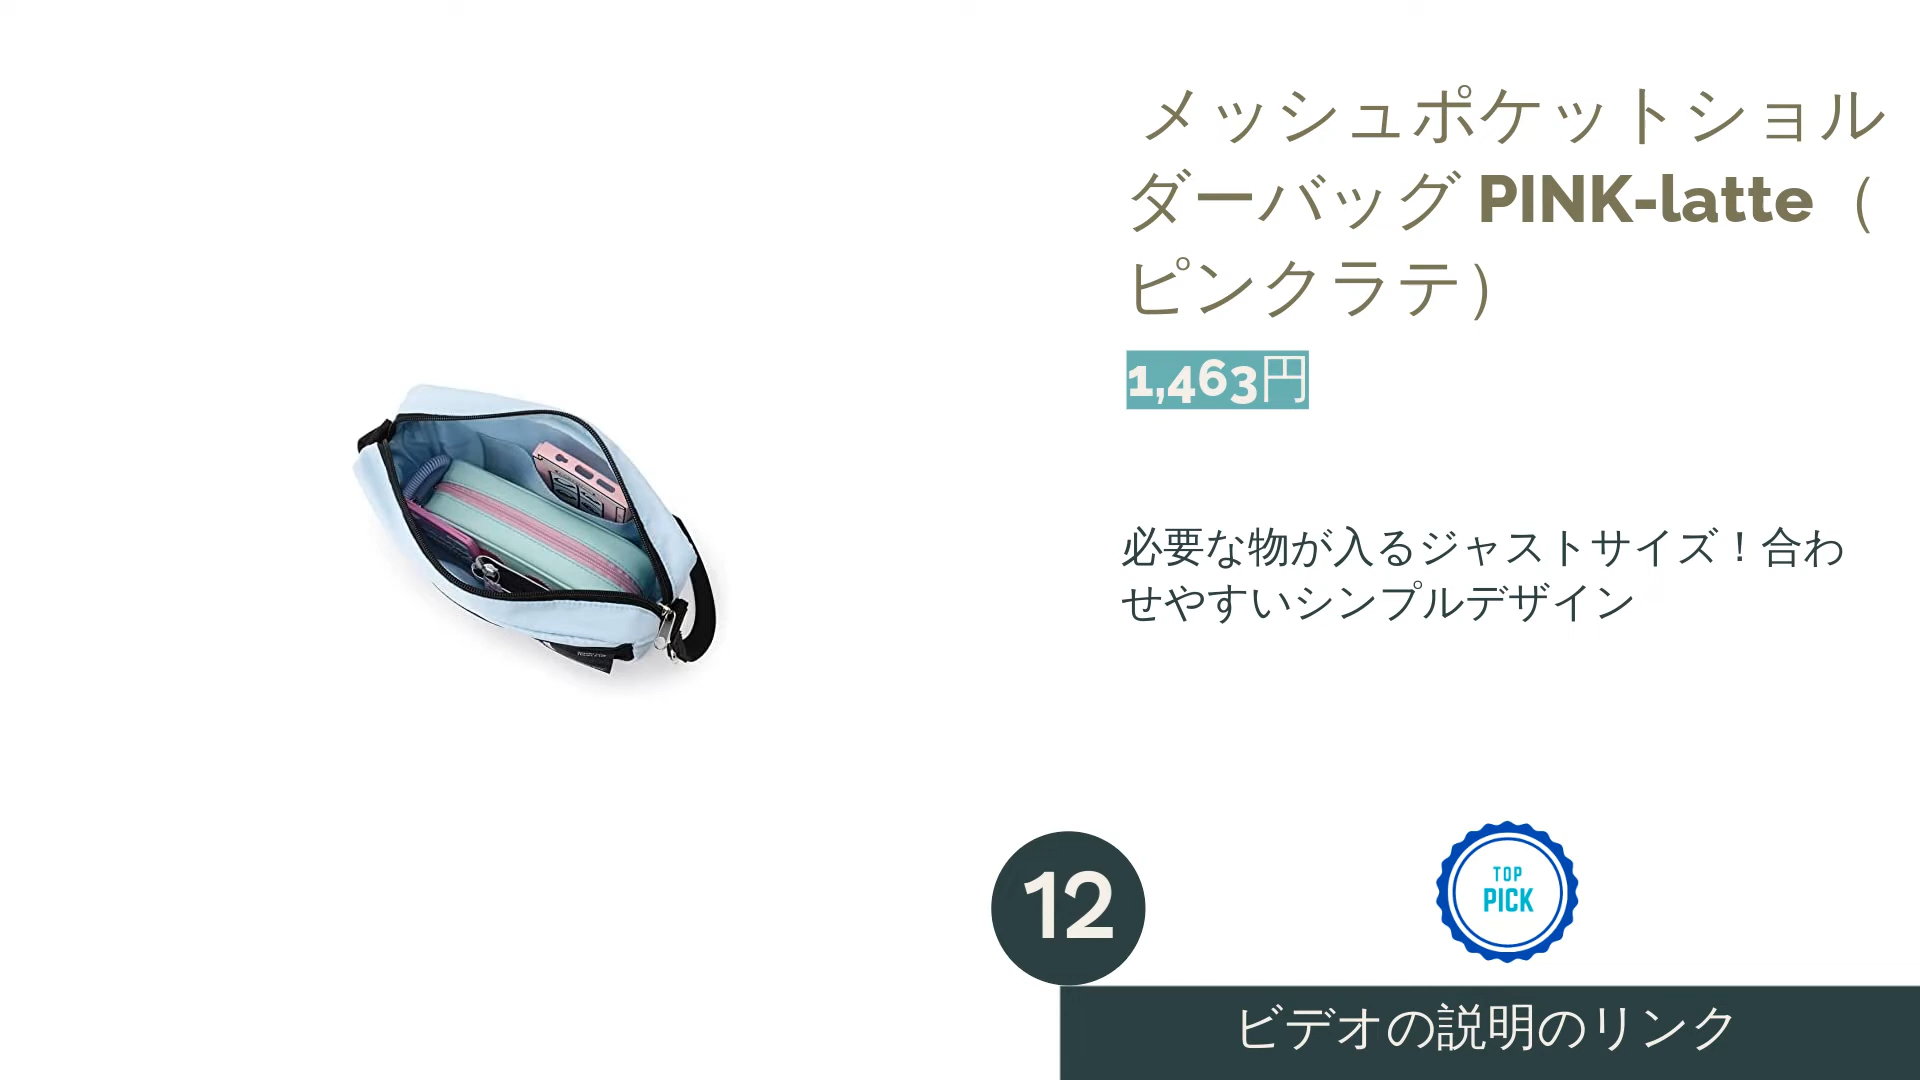 メッシュポケットショル
ダーバッグ PINK-latte（
ピンクラテ）
1,463円
必要な物が入るジャストサイズ！合わ
せやすいシンプルデザイン
12
TOP
PICK
ビデオの説明のリンク